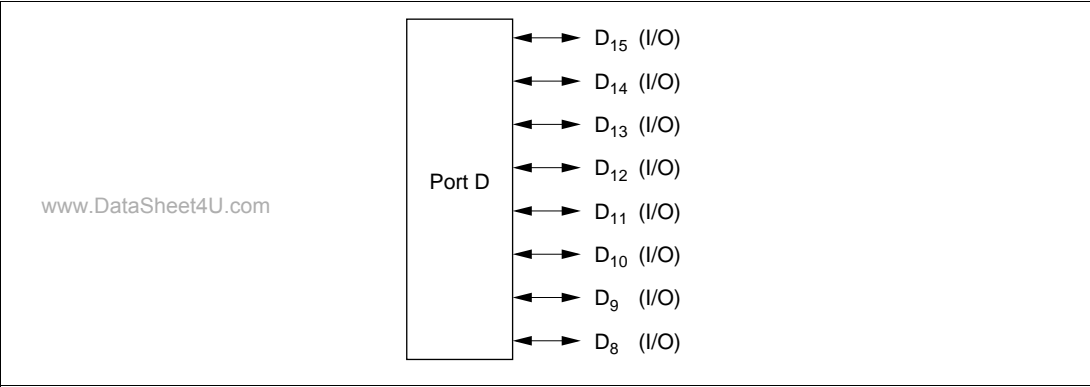 D₁₅ (I/O)
D₁₄ (I/O)
D₁₃ (I/O)
D₁₂ (I/O)
Port D
www.DataSheet4U.com
D₁₁ (I/O)
D₁₀ (I/O)
D₉ (I/O)
D₈ (I/O)